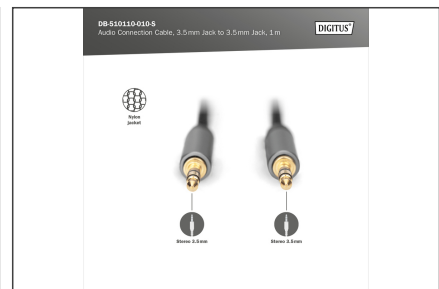 DB-510110-010-S
Audio Connection Cable, 3.5 mm Jack to 3.5 mm Jack, 1 m
DIGITUS®
Nylon
jacket
Stereo 3.5mm
Stereo 3.5mm